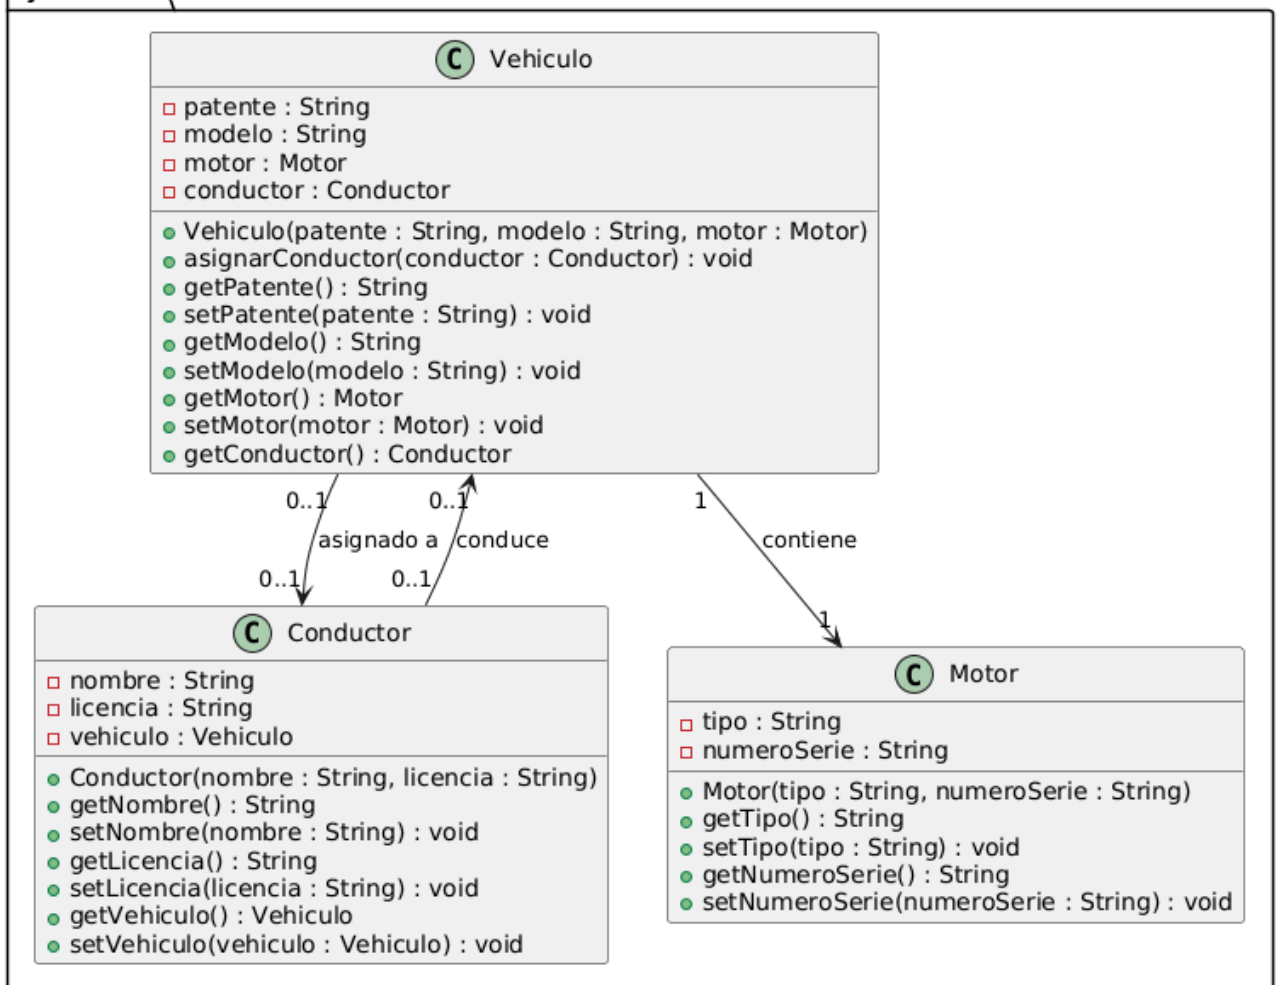 C Vehiculo
patente : String
modelo : String
motor : Motor
conductor : Conductor
Vehiculo(patente : String, modelo : String, motor : Motor)
asignarConductor(conductor : Conductor) : void
getPatente() : String
setPatente(patente : String) : void
getModelo() : String
setModelo(modelo : String) : void
getMotor() : Motor
setMotor(motor : Motor) : void
getConductor() : Conductor
0..1
0..1
1
asignado a
conduce
contiene
0..1
0..1
1
C Conductor
nombre : String
licencia : String
vehiculo : Vehiculo
Conductor(nombre : String, licencia : String)
getNombre() : String
setNombre(nombre : String) : void
getLicencia() : String
setLicencia(licencia : String) : void
getVehiculo() : Vehiculo
setVehiculo(vehiculo : Vehiculo) : void
C Motor
tipo : String
numeroSerie : String
Motor(tipo : String, numeroSerie : String)
getTipo() : String
setTipo(tipo : String) : void
getNumeroSerie() : String
setNumeroSerie(numeroSerie : String) : void